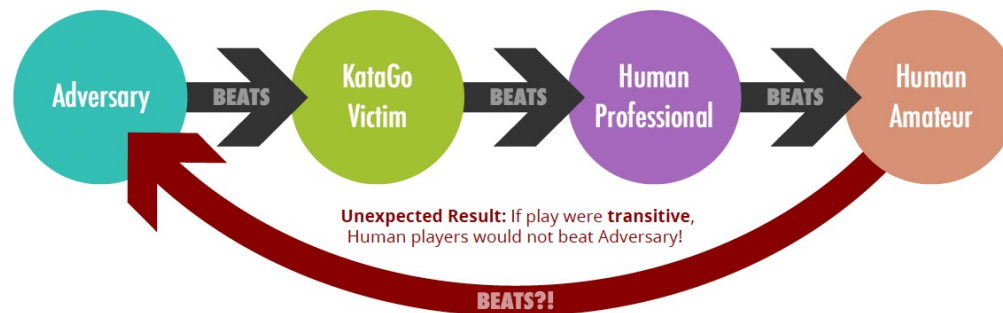 Adversary
BEATS
KataGo
Victim
BEATS
Human
Professional
BEATS
Human
Amateur
Unexpected Result: If play were transitive,
Human players would not beat Adversary!
BEATS?!